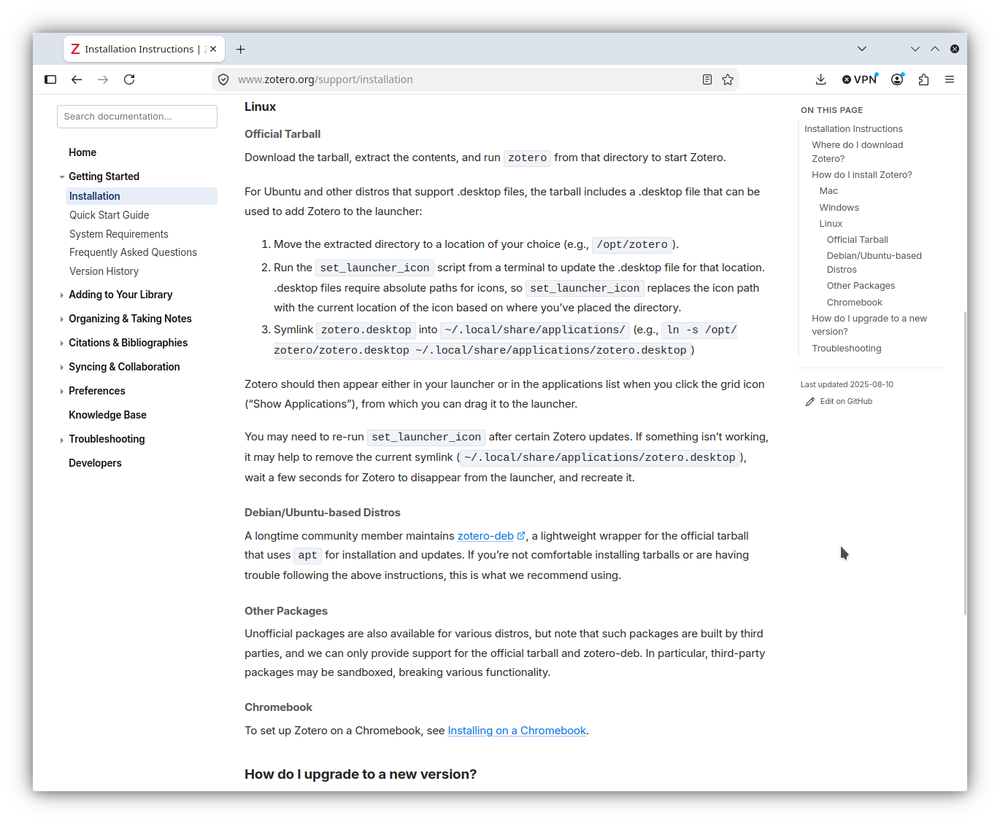 Installation Instructions |
VPN
www.zotero.org/support/installation
Search documentation...
Home
Getting Started
Installation
Quick Start Guide
System Requirements
Frequently Asked Questions
Version History
Adding to Your Library
Organizing & Taking Notes
Citations & Bibliographies
Syncing & Collaboration
Preferences
Knowledge Base
Troubleshooting
Developers
Linux
Official Tarball
Download the tarball, extract the contents, and run zotero from that directory to start Zotero.
For Ubuntu and other distros that support .desktop files, the tarball includes a .desktop file that can be
used to add Zotero to the launcher:
1. Move the extracted directory to a location of your choice (e.g., /opt/zotero).
2. Run the set_launcher_icon script from a terminal to update the .desktop file for that location.
.desktop files require absolute paths for icons, so set_launcher_icon replaces the icon path
with the current location of the icon based on where you’ve placed the directory.
3. Symlink zotero.desktop into ~/.local/share/applications/ (e.g., ln -s /opt/
zotero/zotero.desktop ~/.local/share/applications/zotero.desktop)
Zotero should then appear either in your launcher or in the applications list when you click the grid icon
(“Show Applications”), from which you can drag it to the launcher.
You may need to re-run set_launcher_icon after certain Zotero updates. If something isn’t working,
it may help to remove the current symlink (~/.local/share/applications/zotero.desktop),
wait a few seconds for Zotero to disappear from the launcher, and recreate it.
Debian/Ubuntu-based Distros
A longtime community member maintains zotero-deb, a lightweight wrapper for the official tarball
that uses apt for installation and updates. If you’re not comfortable installing tarballs or are having
trouble following the above instructions, this is what we recommend using.
Other Packages
Unofficial packages are also available for various distros, but note that such packages are built by third
parties, and we can only provide support for the official tarball and zotero-deb. In particular, third-party
packages may be sandboxed, breaking various functionality.
Chromebook
To set up Zotero on a Chromebook, see Installing on a Chromebook.
How do I upgrade to a new version?
ON THIS PAGE
Installation Instructions
Where do I download
Zotero?
How do I install Zotero?
Mac
Windows
Linux
Official Tarball
Debian/Ubuntu-based
Distros
Other Packages
Chromebook
How do I upgrade to a new
version?
Troubleshooting
Last updated 2025-08-10
Edit on GitHub